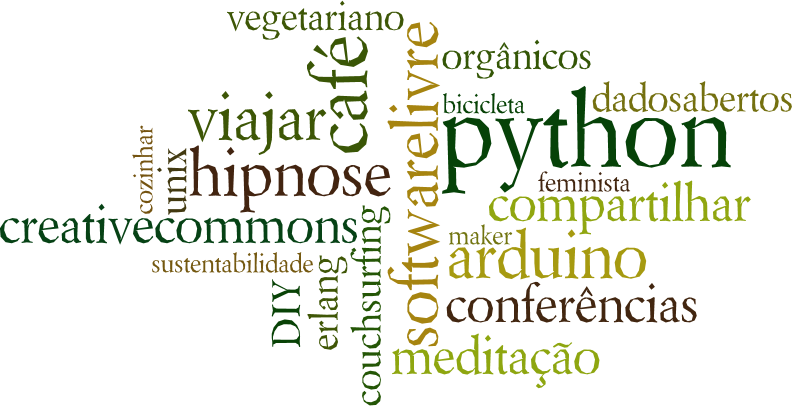 vegetariano
café
softwarelivre
orgânicos
viajar
bicicleta
dadosabertos
python
cozinhar
unix
hipnose
feminista
compartilhar
creativecommons
maker
arduino
sustentabilidade
DIY
erlang
couchsurfing
conferências
meditação